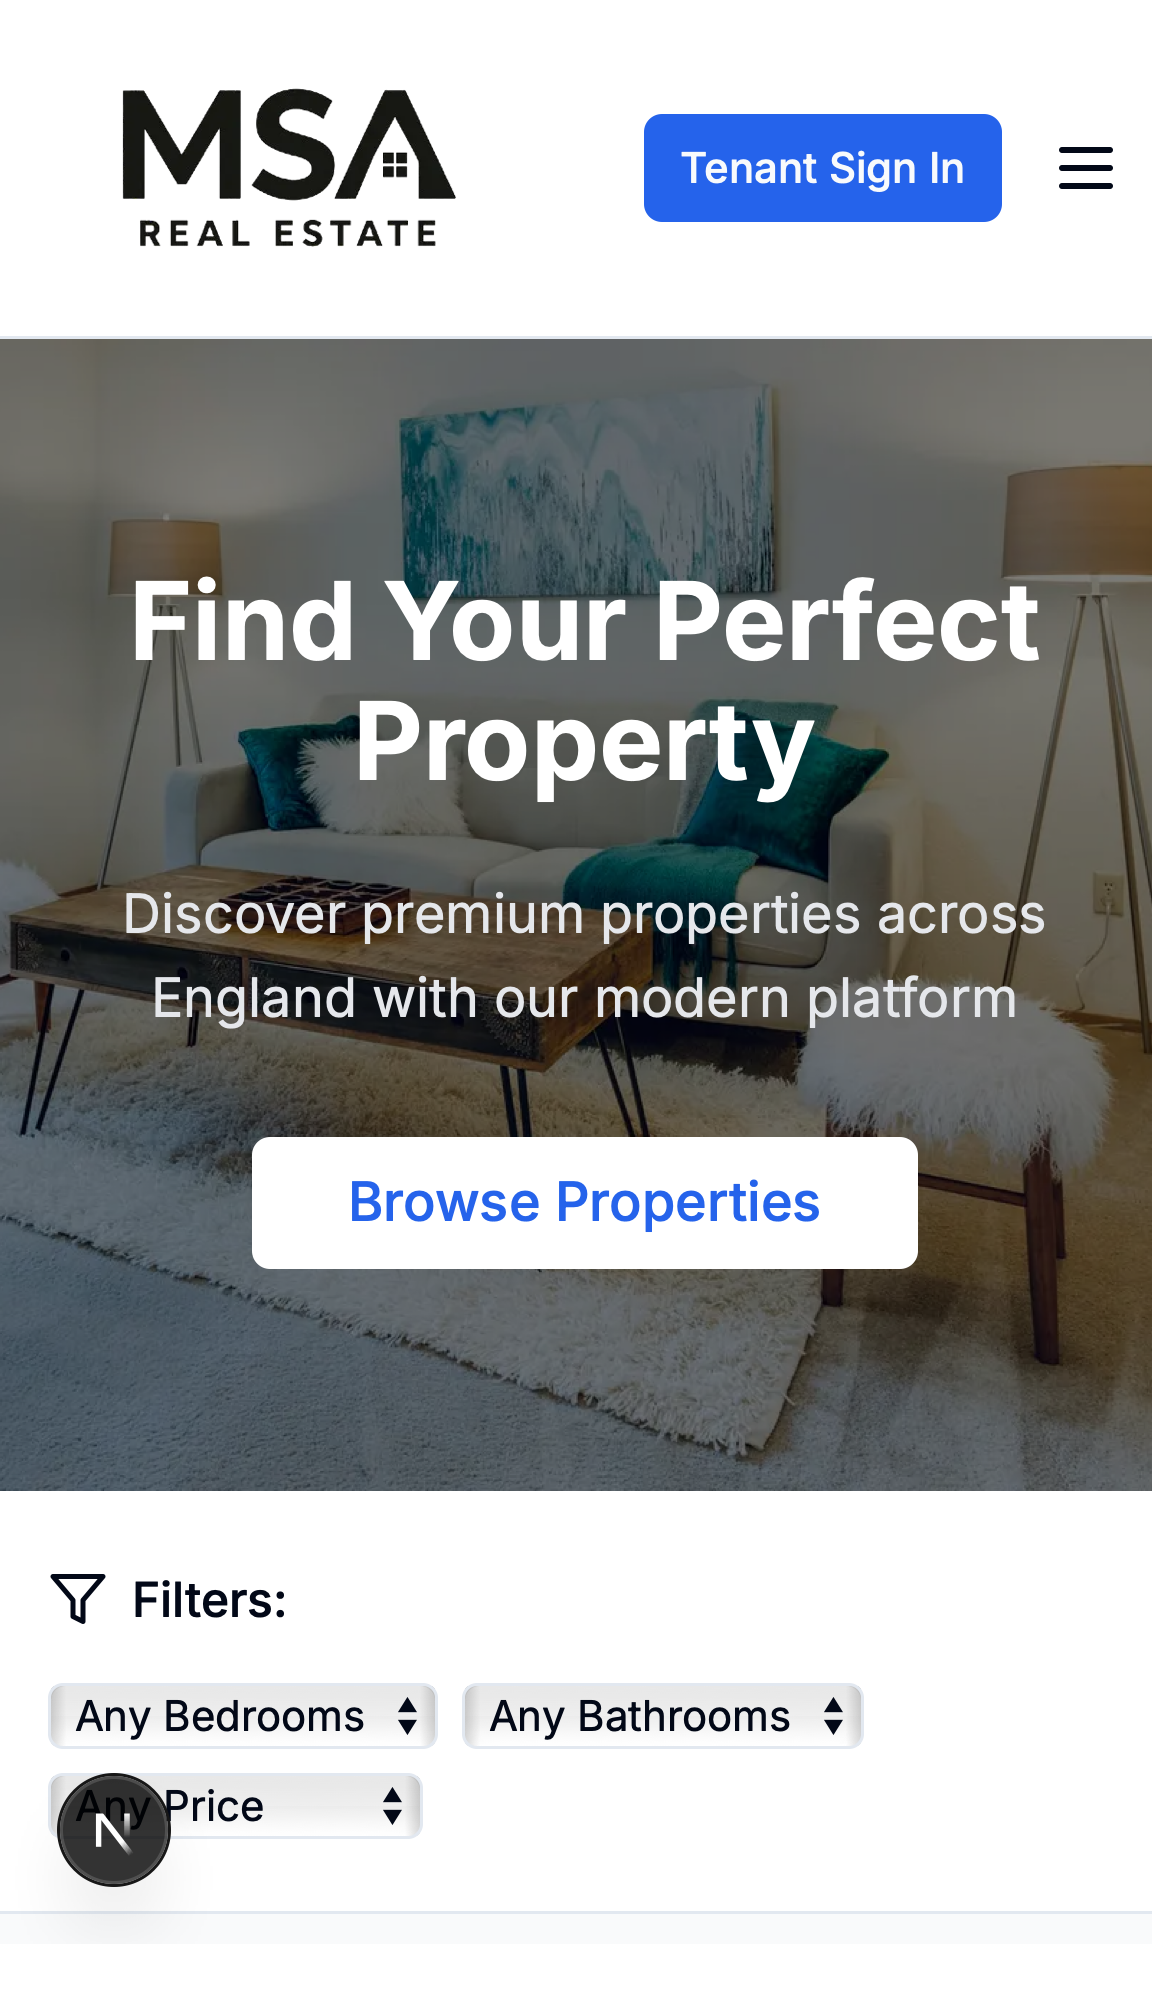 MSA
REAL ESTATE
Tenant Sign In
Find Your Perfect
Property
Discover premium properties across
England with our modern platform
Browse Properties
Filters:
Any Bedrooms
Any Bathrooms
Any Price
N